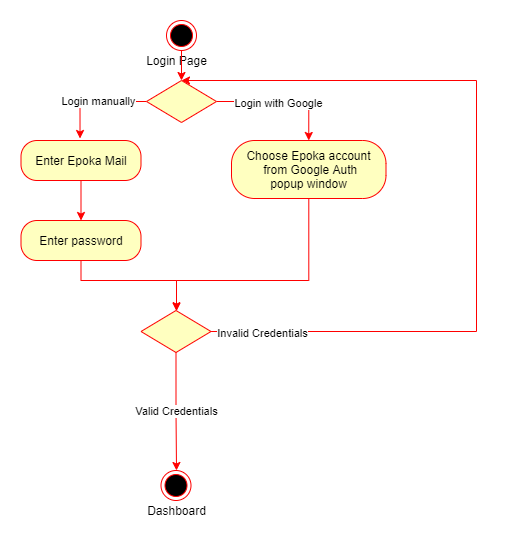 Login Page
Login manually
Login with Google
Enter Epoka Mail
Choose Epoka account
from Google Auth
popup window
Enter password
Invalid Credentials
Valid Credentials
Dashboard